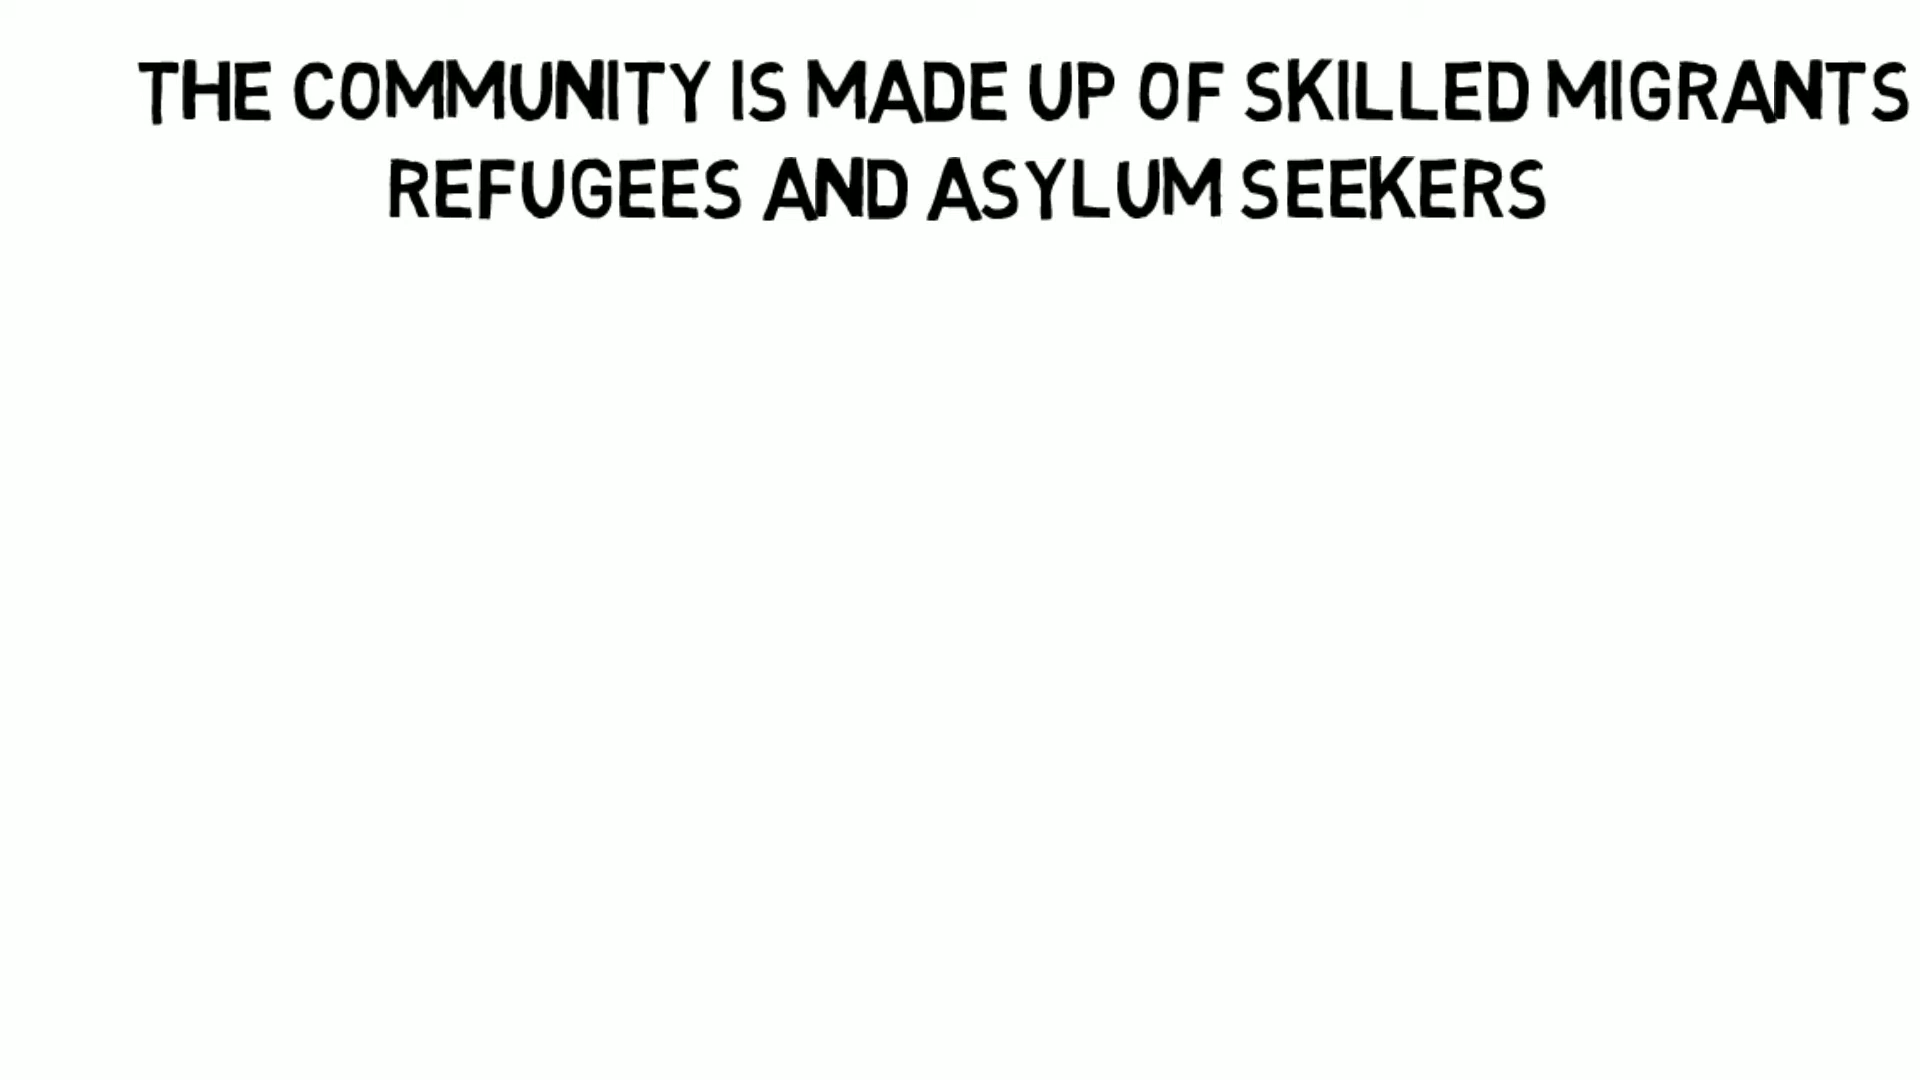 THE COMMUNITY IS MADE UP OF SKILLED MIGRANTS
REFUGEES AND ASYLUM SEEKERS